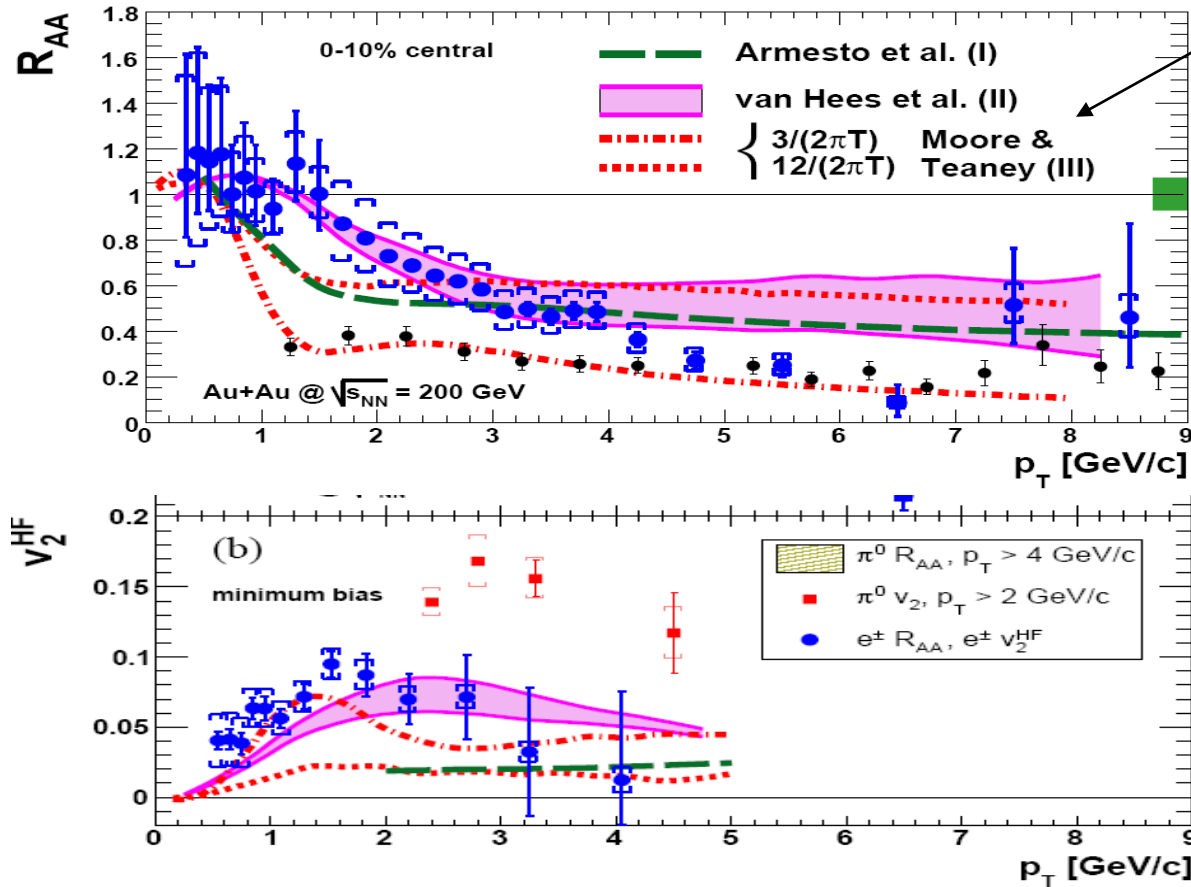 R_AA
1.8
1.6
1.4
1.2
1
0.8
0.6
0.4
0.2
0
0-10% central
Armesto et al. (I)
van Hees et al. (II)
3/(2πT) Moore &
12/(2πT) Teaney (III)
Au+Au @ √s_NN = 200 GeV
0 1 2 3 4 5 6 7 8 9
p_T [GeV/c]
v_2^HF
0.2
0.15
0.1
0.05
0
(b)
minimum bias
π⁰ R_AA, p_T > 4 GeV/c
π⁰ v_2, p_T > 2 GeV/c
e± R_AA, e± v_2^HF
0 1 2 3 4 5 6 7 8 9
p_T [GeV/c]